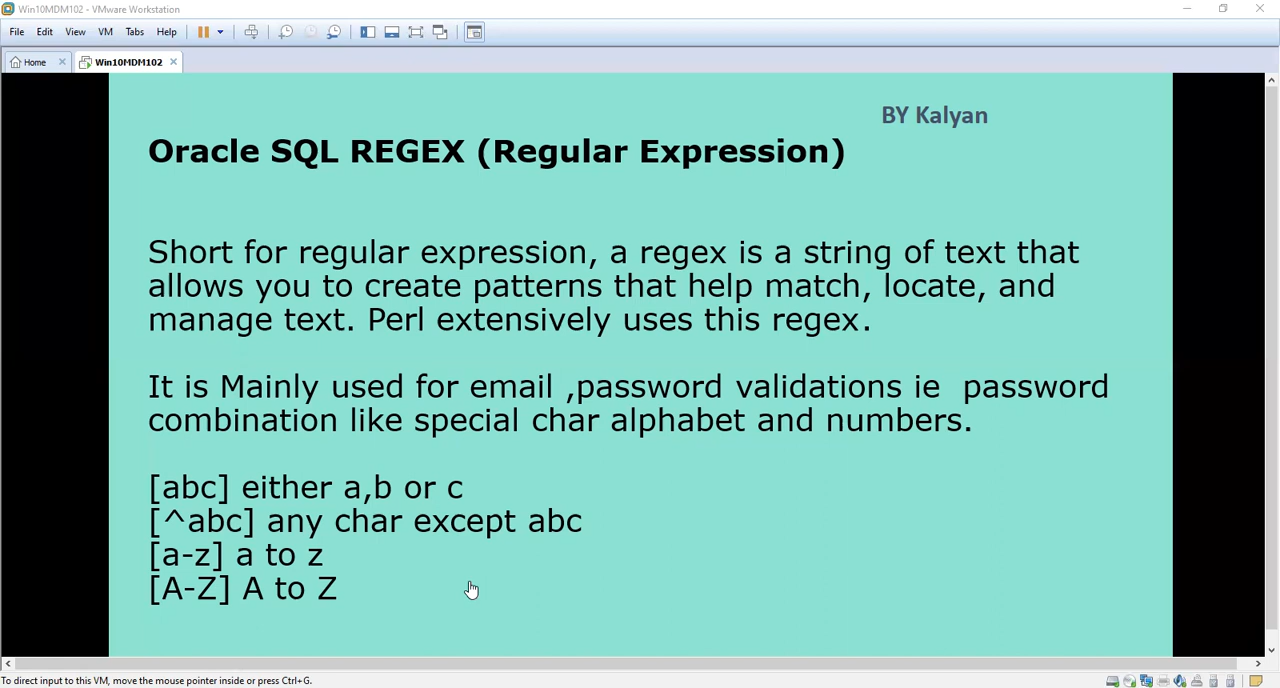 Win10MDM102 - VMware Workstation
File Edit View VM Tabs Help
Home Win10MDM102
BY Kalyan
Oracle SQL REGEX (Regular Expression)
Short for regular expression, a regex is a string of text that
allows you to create patterns that help match, locate, and
manage text. Perl extensively uses this regex.
It is Mainly used for email ,password validations ie password
combination like special char alphabet and numbers.
[abc] either a,b or c
[^abc] any char except abc
[a-z] a to z
[A-Z] A to Z
To direct input to this VM, move the mouse pointer inside or press Ctrl+G.